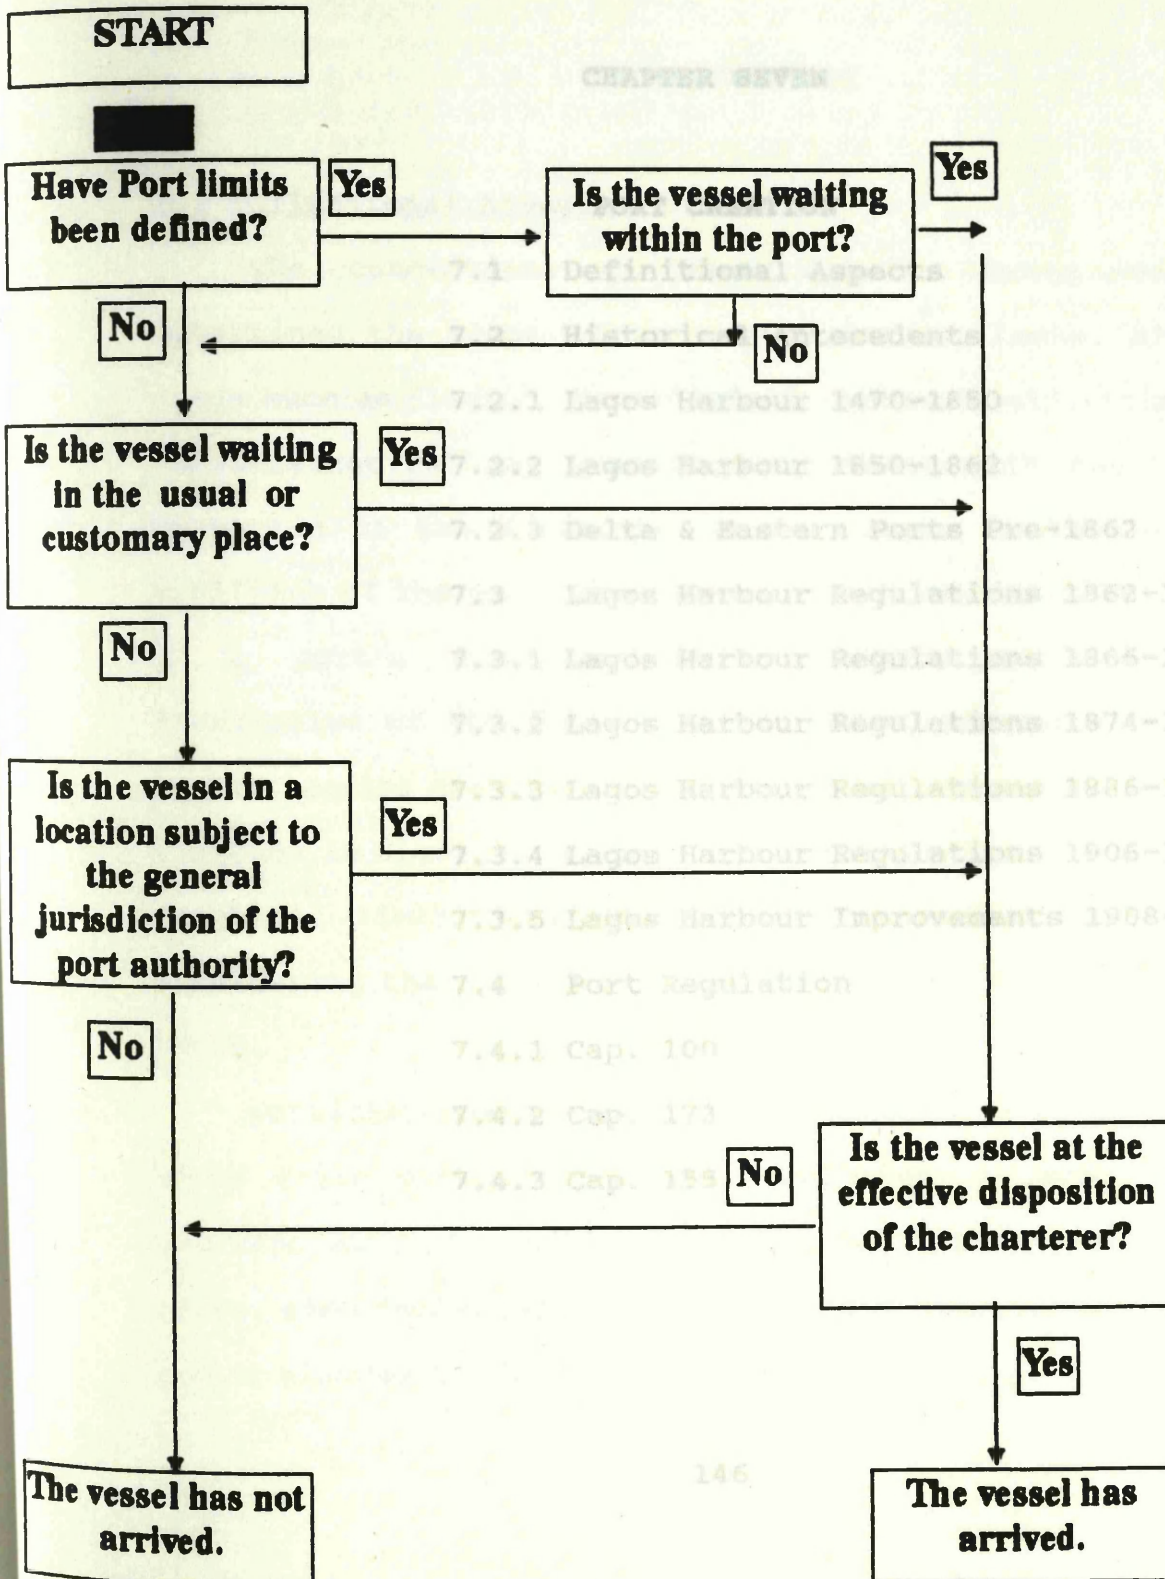 START
CHAPTER SEVEN
Have Port limits
been defined?
Yes
Is the vessel waiting
within the port?
Yes
PORT CREATION
7.1 Definitional Aspects
No
No
7.2 Historical Antecedents
7.2.1 Lagos Harbour 1470-1850
Is the vessel waiting
in the usual or
customary place?
Yes
7.2.2 Lagos Harbour 1850-1862
7.2.3 Delta & Eastern Ports Pre-1862
7.3 Lagos Harbour Regulations 1862-
No
7.3.1 Lagos Harbour Regulations 1866-
7.3.2 Lagos Harbour Regulations 1874-
Is the vessel in a
location subject to
the general
jurisdiction of the
port authority?
Yes
7.3.3 Lagos Harbour Regulations 1886-
7.3.4 Lagos Harbour Regulations 1906-
7.3.5 Lagos Harbour Improvements 1908-
7.4 Port Regulation
No
7.4.1 Cap. 100
7.4.2 Cap. 173
7.4.3 Cap. 155
Is the vessel at the
effective disposition
of the charterer?
No
Yes
146
The vessel has not
arrived.
The vessel has
arrived.